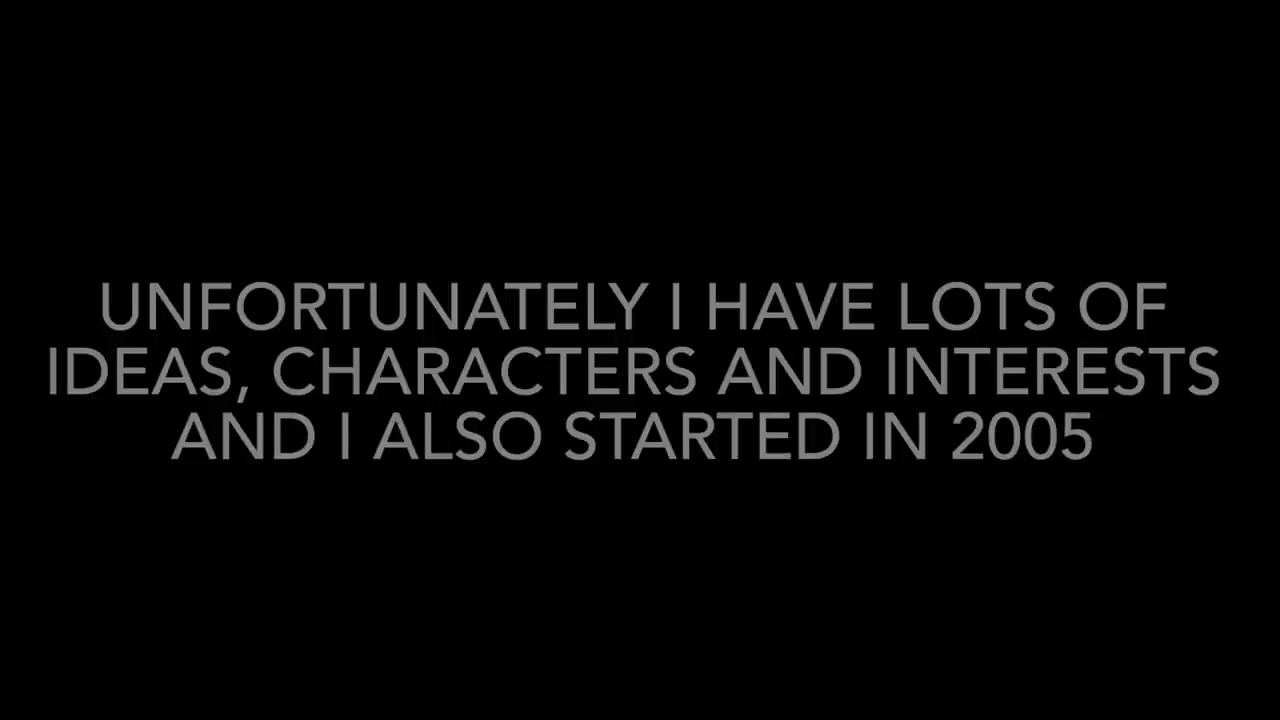 UNFORTUNATELY I HAVE LOTS OF
IDEAS, CHARACTERS AND INTERESTS
AND I ALSO STARTED IN 2005